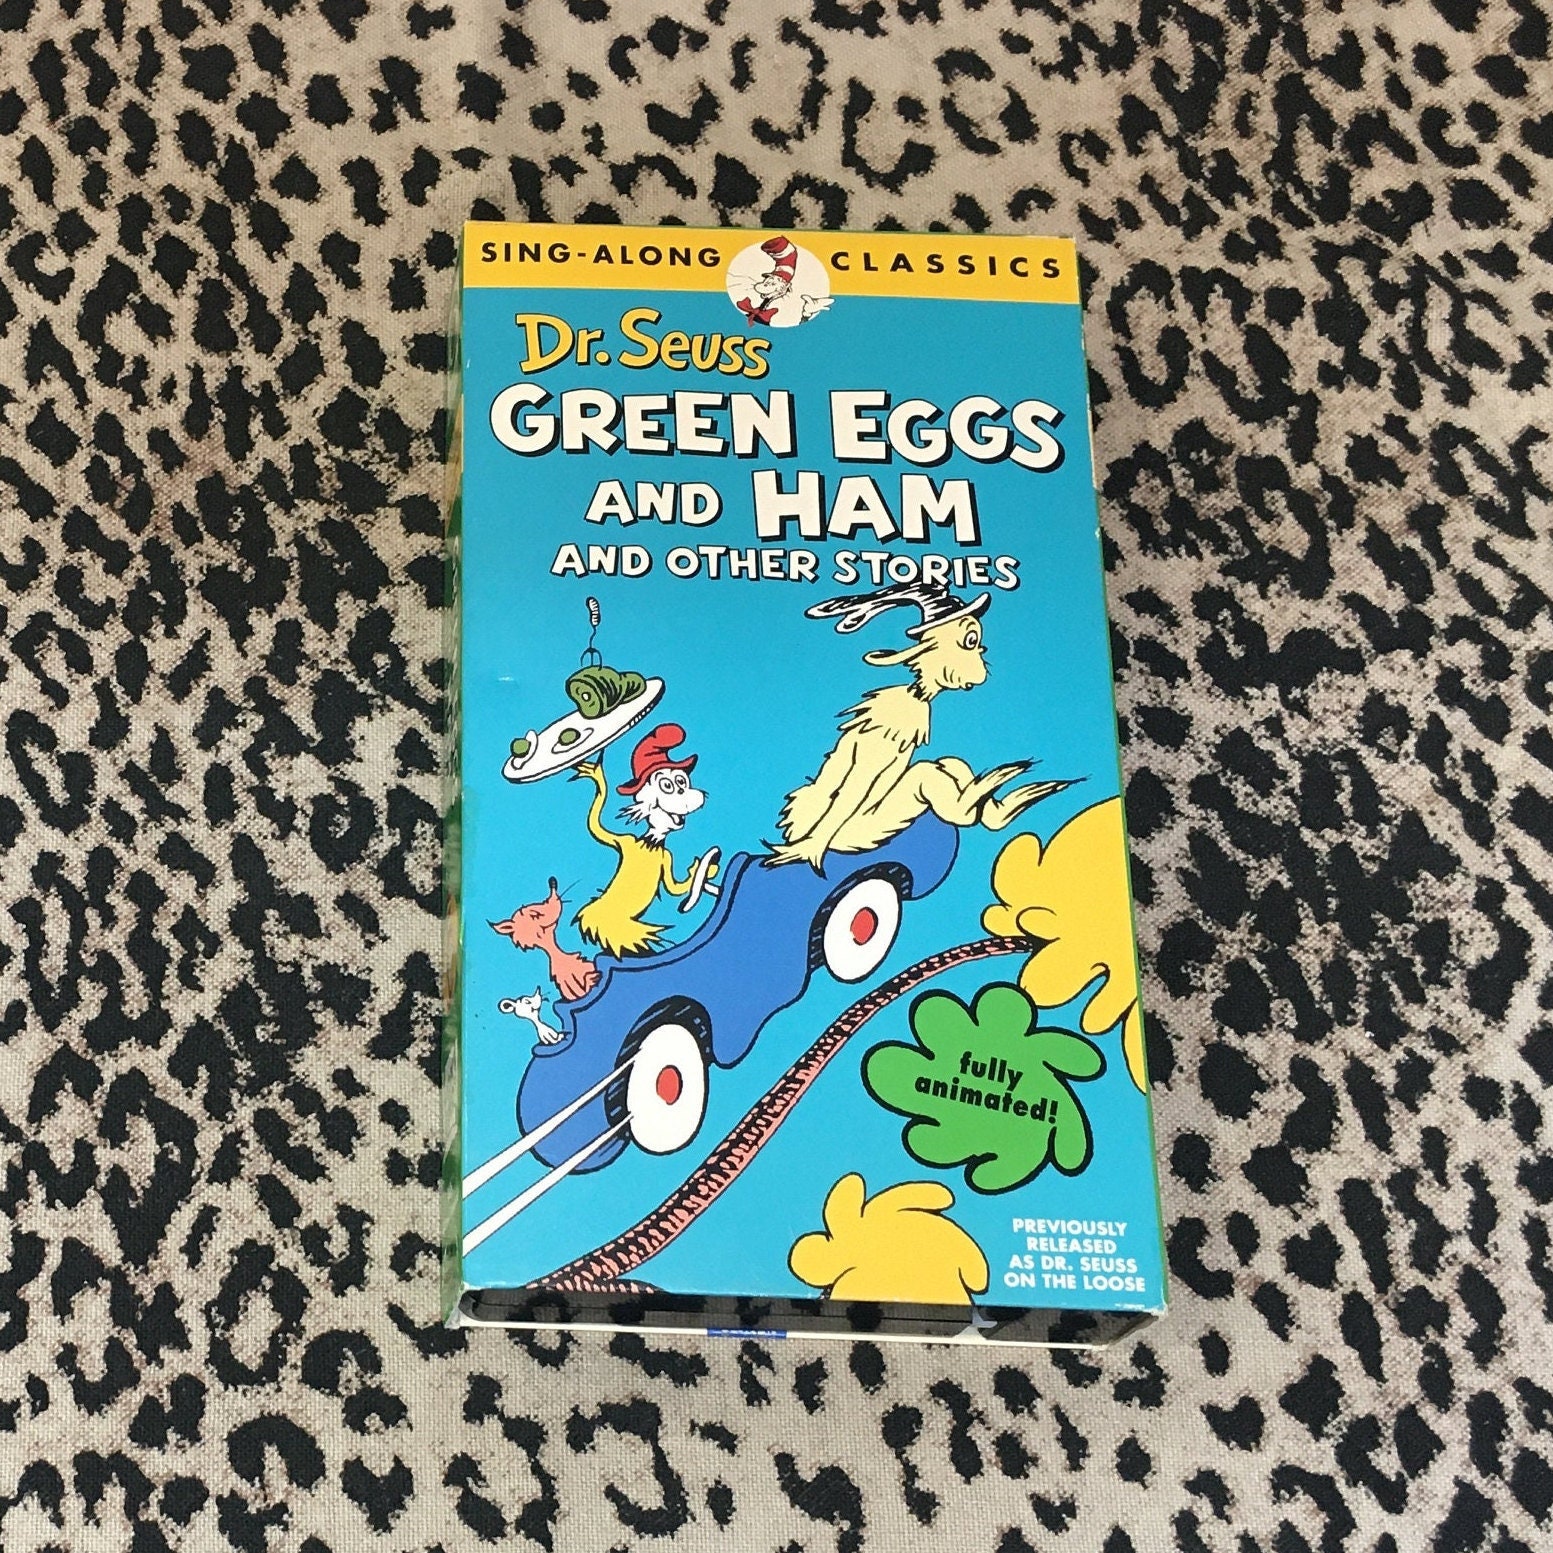 SING-ALONG CLASSICS
Dr. Seuss
GREEN EGGS
AND HAM
AND OTHER STORIES
fully
animated!
PREVIOUSLY
RELEASED
AS DR. SEUSS
ON THE LOOSE